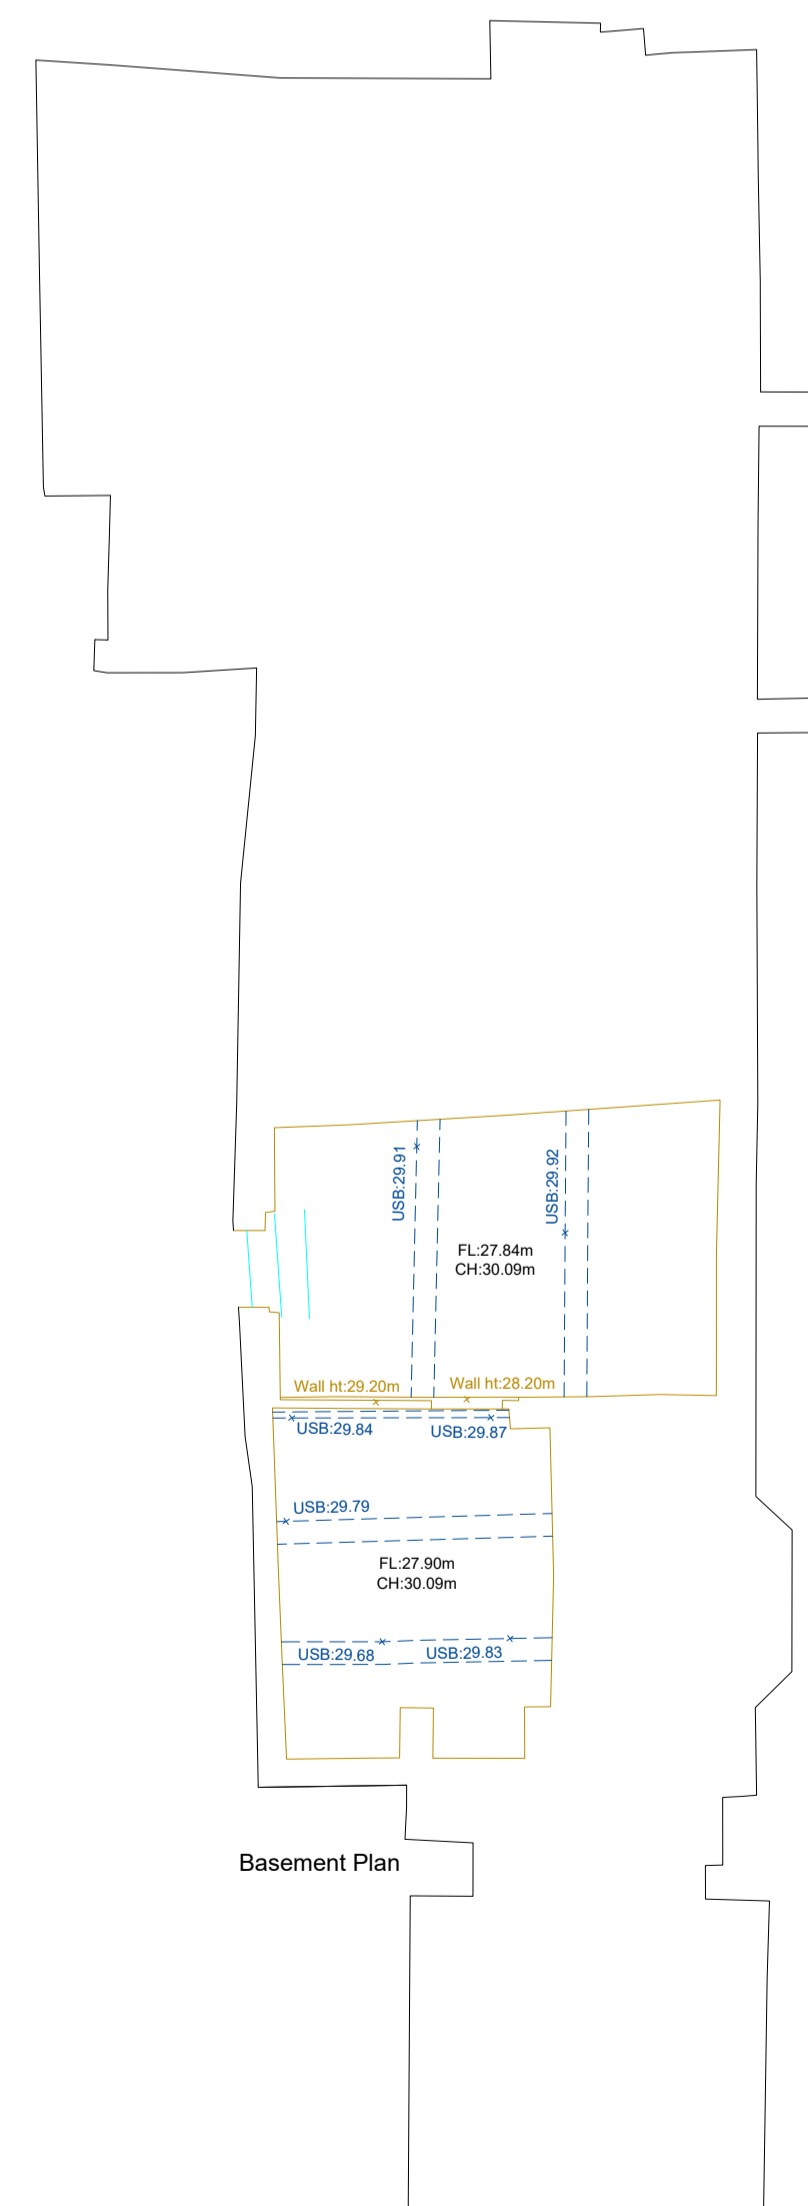 USB:29.91
USB:29.92
FL:27.84m
CH:30.09m
Wall ht:29.20m
Wall ht:28.20m
USB:29.84
USB:29.87
USB:29.79
FL:27.90m
CH:30.09m
USB:29.68
USB:29.83
Basement Plan